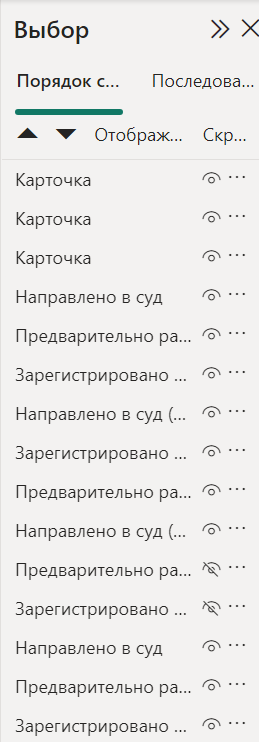 Выбор
Порядок с... Последова...
Отображ... Скр...
Карточка
Карточка
Карточка
Направлено в суд
Предварительно ра...
Зарегистрировано ...
Направлено в суд (...
Зарегистрировано ...
Предварительно ра...
Направлено в суд (...
Предварительно ра...
Зарегистрировано ...
Направлено в суд
Предварительно ра...
Зарегистрировано ...